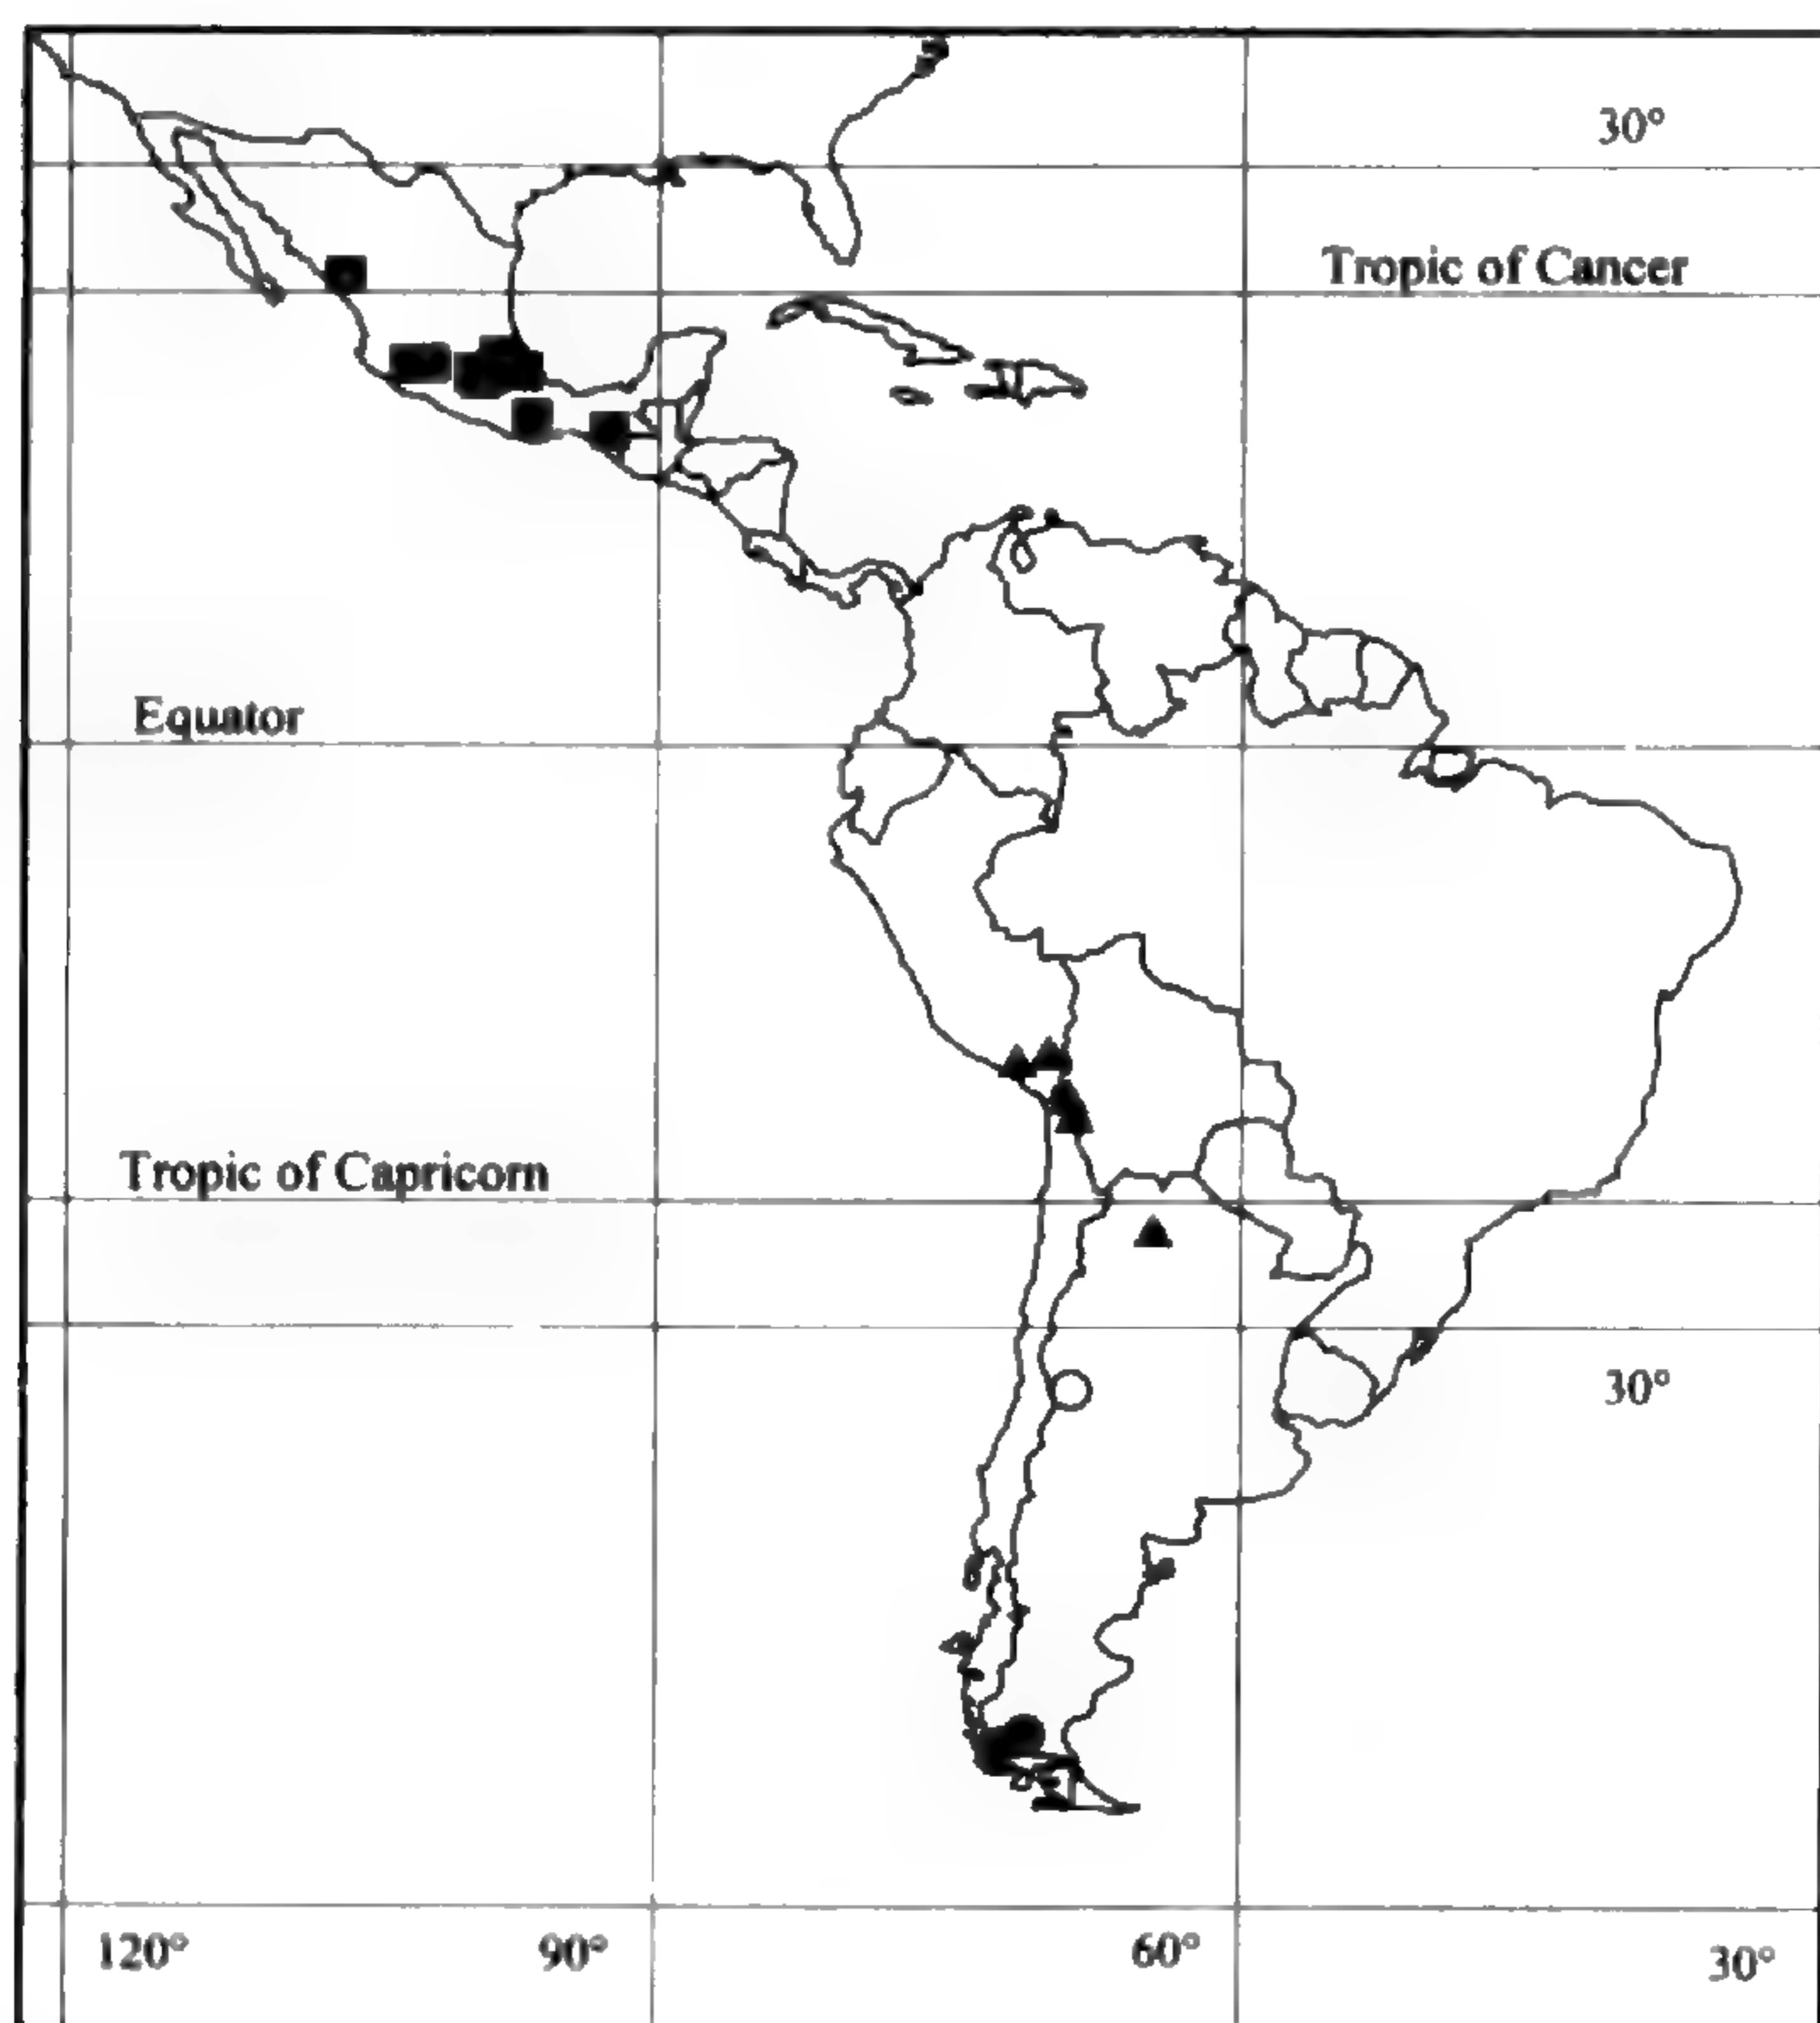 30°
Tropic of Cancer
Equator
Tropic of Capricorn
30°
120° 90° 60° 30°